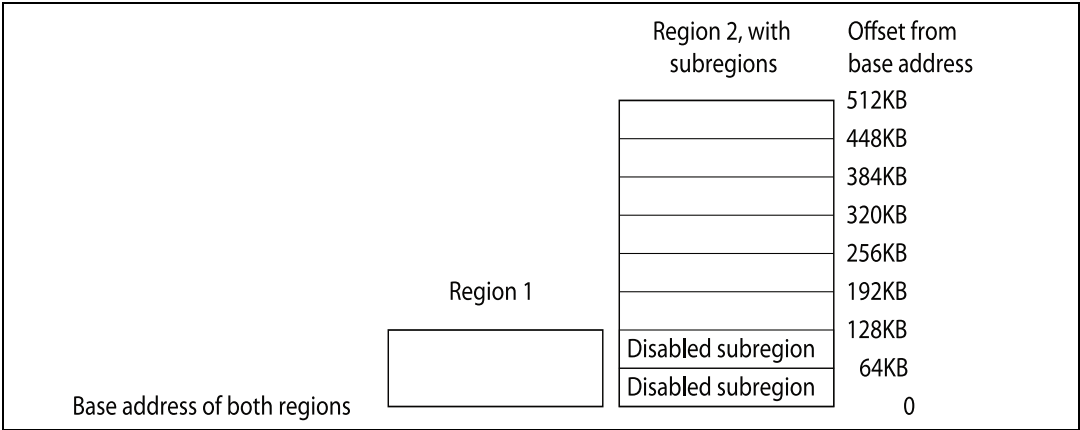 Region 2, with
subregions
Offset from
base address
512KB
448KB
384KB
320KB
256KB
Region 1
192KB
128KB
Disabled subregion
64KB
Disabled subregion
Base address of both regions
0